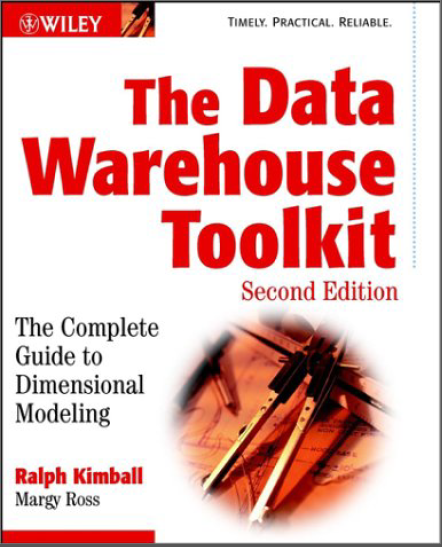 WILEY
TIMELY. PRACTICAL. RELIABLE.
The Data
Warehouse
Toolkit
Second Edition
The Complete
Guide to
Dimensional
Modeling
Ralph Kimball
Margy Ross